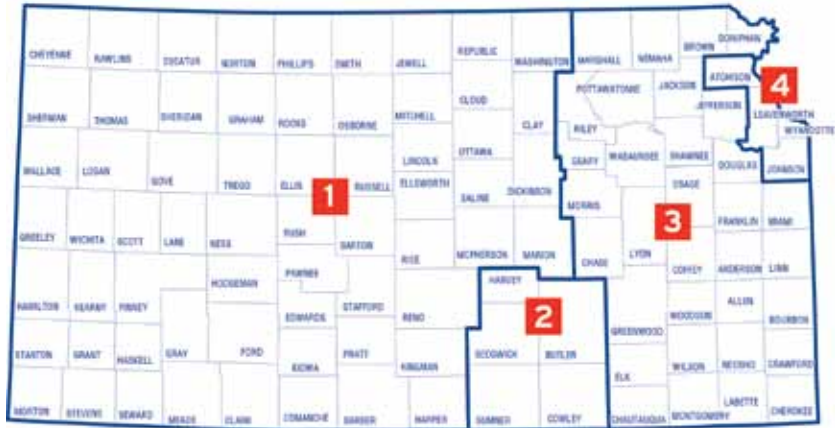 CHEYENNE RAWLINS DECATUR NORTON PHILLIPS SMITH JEWELL REPUBLIC WASHINGTON MARSHALL NEMAHA BROWN DONIPHAN
ATCHISON 4
POTTAWATOMIE JACKSON
CLOUD
JEFFERSON
LEAVENWORTH
SHERMAN THOMAS SHERIDAN GRAHAM ROOKS OSBORNE MITCHELL CLAY RILEY WYANDOTTE
OTTAWA
LINCOLN GEARY WABAUNSEE SHAWNEE
DOUGLAS JOHNSON
WALLACE LOGAN GOVE TREGO ELLIS 1 RUSSELL ELLSWORTH DICKINSON OSAGE
SALINE
MORRIS 3 FRANKLIN MIAMI
GREELEY WICHITA SCOTT LANE NESS RUSH BARTON
RICE MCPHERSON MARION CHASE LYON
PAWNEE COFFEY ANDERSON LINN
HODGEMAN HARVEY
HAMILTON KEARNY FINNEY EDWARDS STAFFORD RENO 2 WOODSON ALLEN BOURBON
GREENWOOD
STANTON GRANT HASKELL GRAY FORD KIOWA PRATT KINGMAN SEDGWICK BUTLER WILSON NEOSHO CRAWFORD
ELK
MORTON STEVENS SEWARD MEADE CLARK COMANCHE BARBER HARPER SUMNER COWLEY CHAUTAUQUA MONTGOMERY LABETTE CHEROKEE